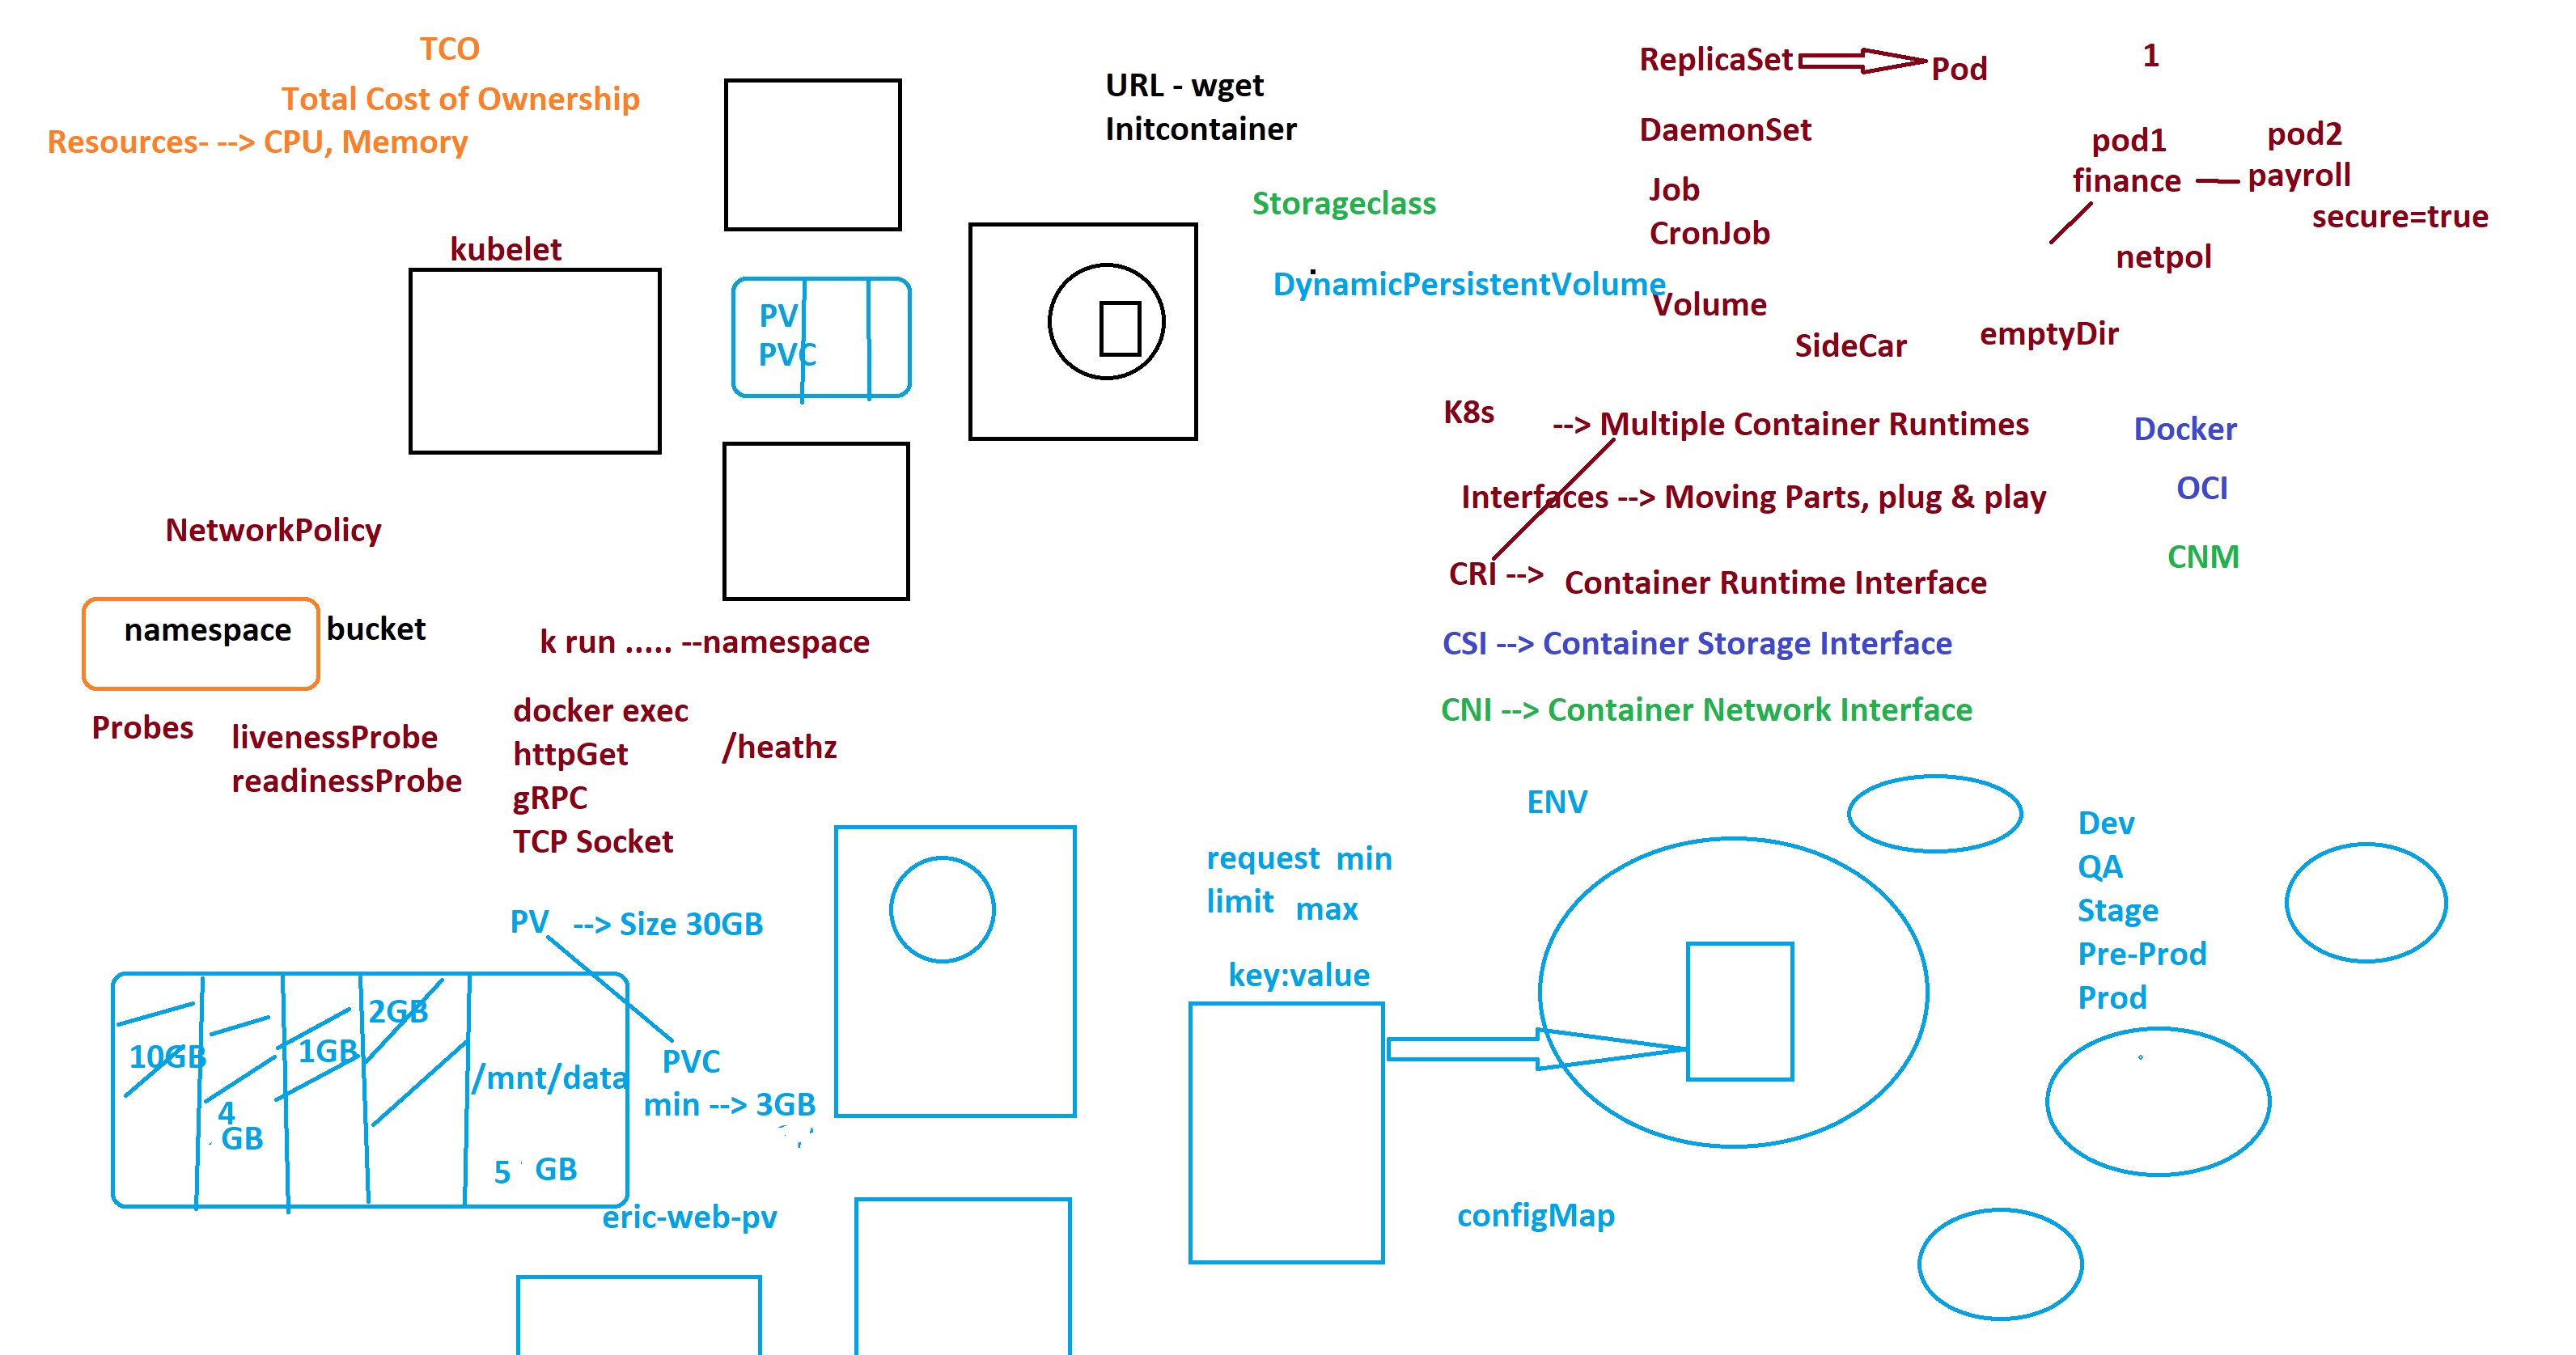 TCO
Total Cost of Ownership
Resources- --> CPU, Memory
kubelet
PV
PVC
URL - wget
Initcontainer
Storageclass
DynamicPersistentVolume
ReplicaSet
Pod
1
DaemonSet
Job
CronJob
Volume
SideCar
emptyDir
pod1
finance
pod2
payroll
secure=true
netpol
K8s
--> Multiple Container Runtimes
Interfaces --> Moving Parts, plug & play
CRI --> Container Runtime Interface
CSI --> Container Storage Interface
CNI --> Container Network Interface
Docker
OCI
CNM
NetworkPolicy
namespace
bucket
k run ..... --namespace
Probes
livenessProbe
readinessProbe
docker exec
httpGet
gRPC
TCP Socket
/heathz
PV --> Size 30GB
10GB
4
GB
1GB
2GB
/mnt/data
5 GB
PVC
min --> 3GB
eric-web-pv
request min
limit max
key:value
ENV
configMap
Dev
QA
Stage
Pre-Prod
Prod